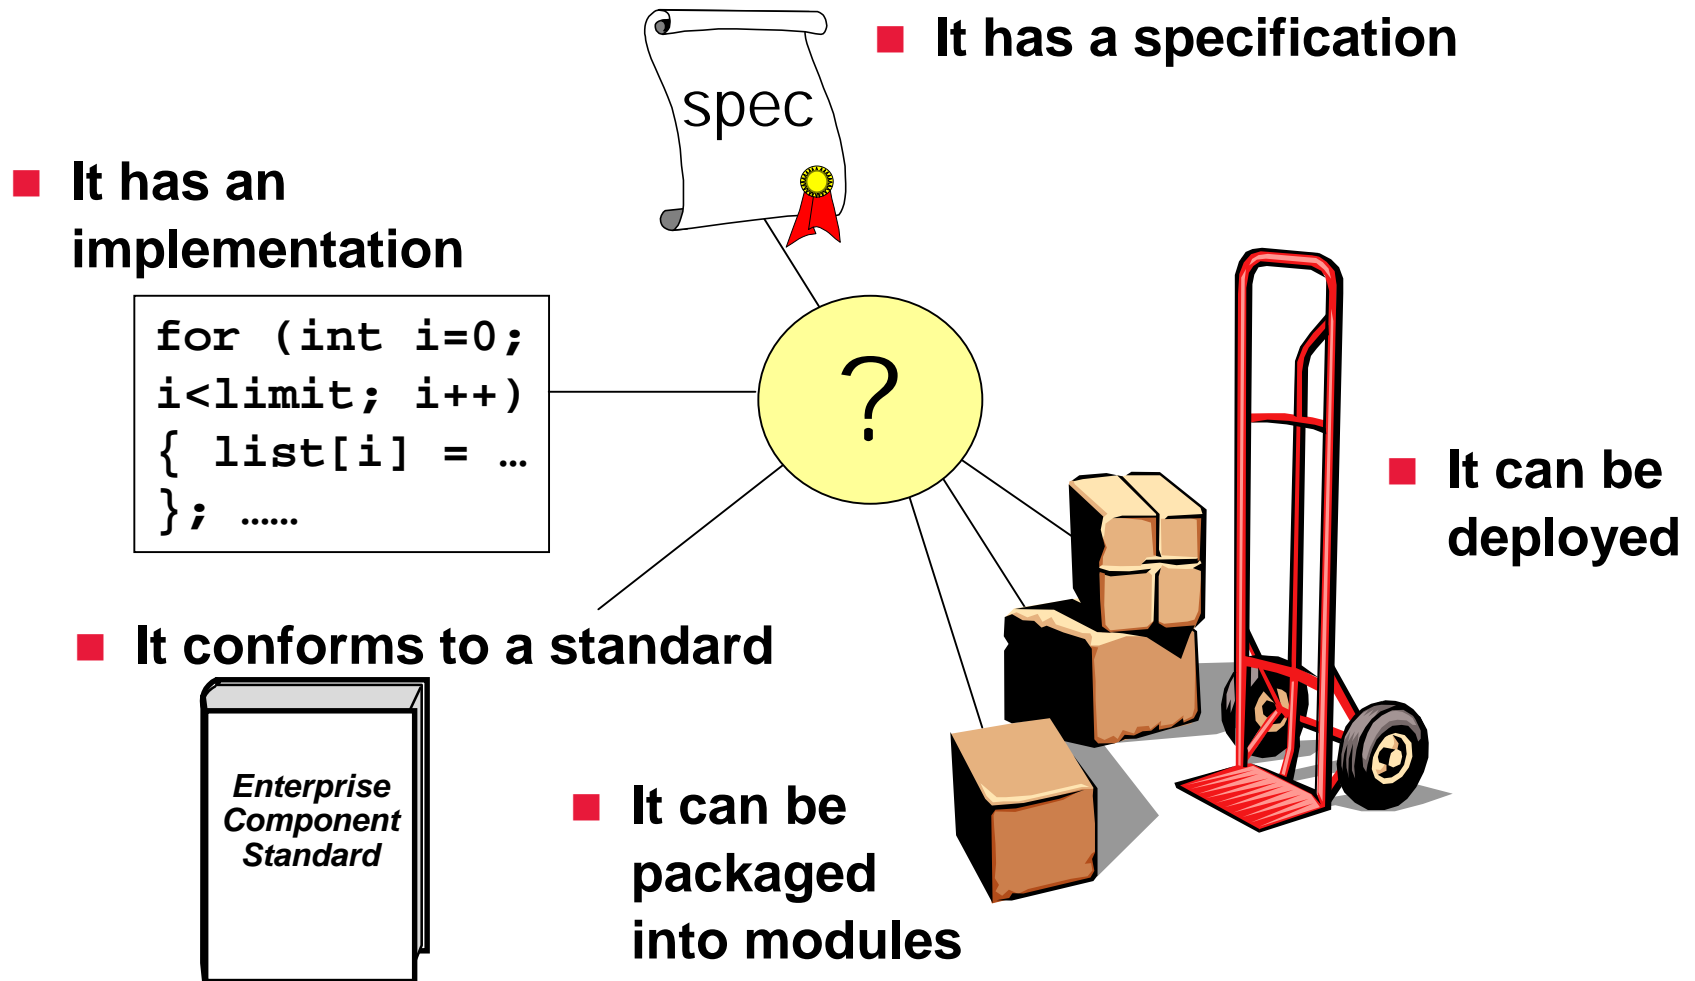 It has a specification
spec
It has an
implementation
for (int i=0;
i<limit; i++)
{ list[i] = …
}; ……
?
It can be
deployed
It conforms to a standard
Enterprise
Component
Standard
It can be
packaged
into modules